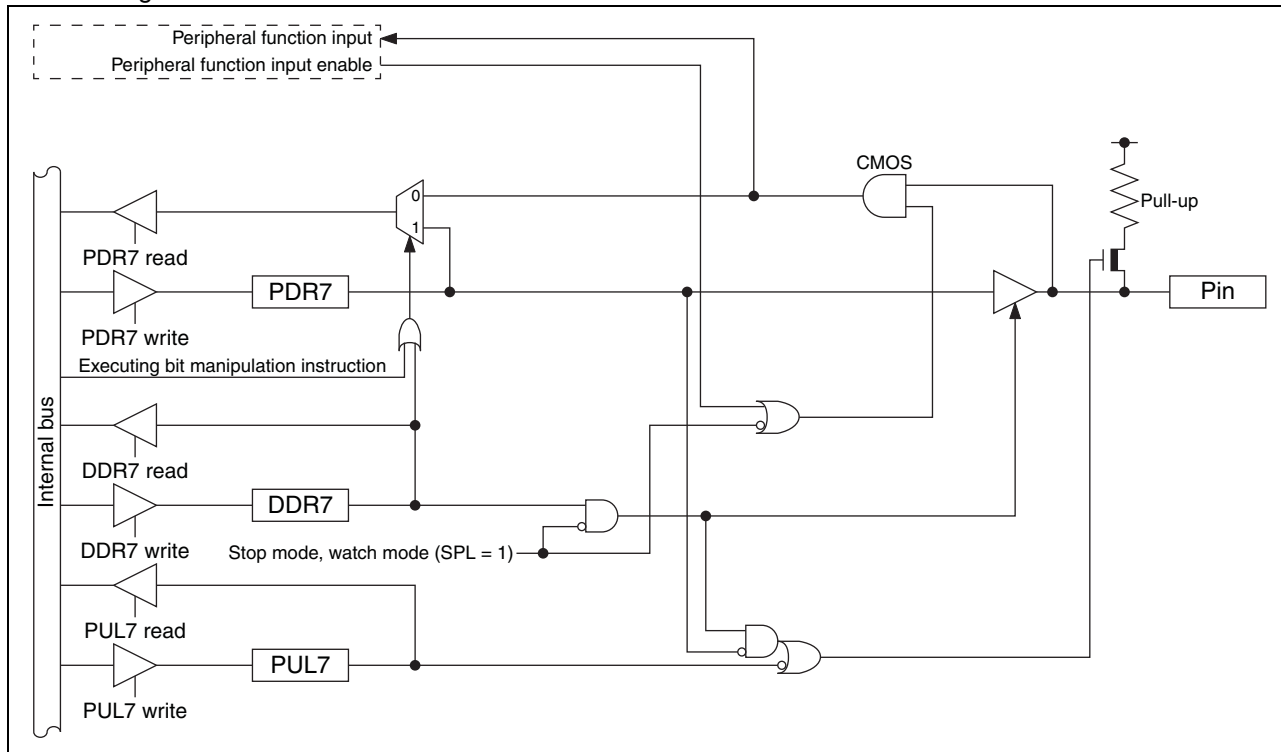 Peripheral function input
Peripheral function input enable
CMOS
0
Pull-up
1
PDR7 read
PDR7
Pin
PDR7 write
Executing bit manipulation instruction
Internal bus
DDR7 read
DDR7
DDR7 write
Stop mode, watch mode (SPL = 1)
PUL7 read
PUL7
PUL7 write